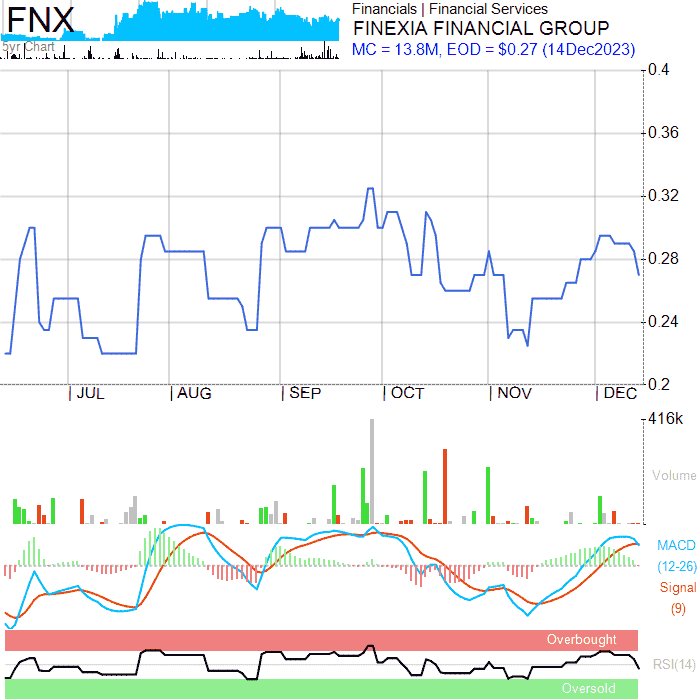 FNX
5yr Chart
Financials | Financial Services
FINEXIA FINANCIAL GROUP
MC = 13.8M, EOD = $0.27 (14Dec2023)
0.4
0.36
0.32
0.28
0.24
0.2
JUL AUG SEP OCT NOV DEC
416k
Volume
MACD
(12-26)
Signal
(9)
Overbought
RSI(14)
Oversold